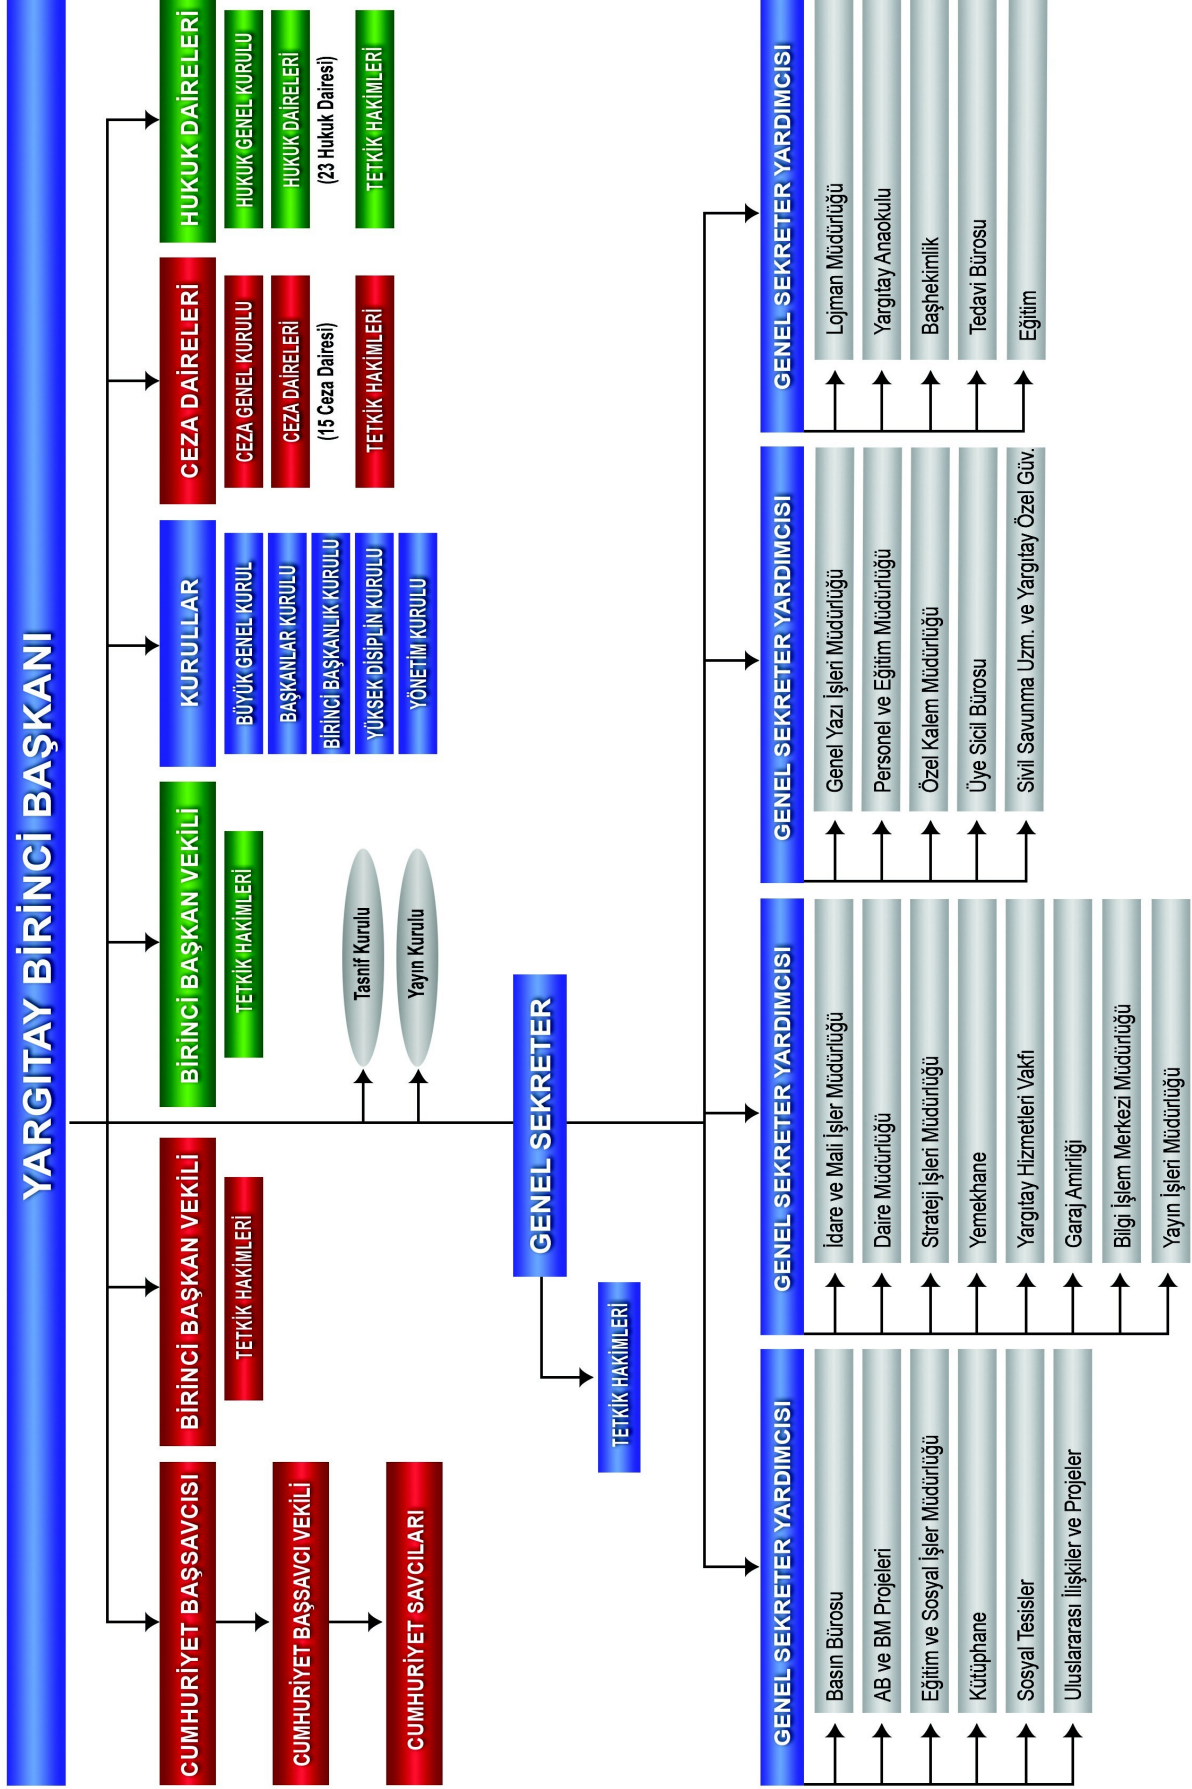 YARGITAY BİRİNCİ BAŞKANI
CUMHURİYET BAŞSAVCISI
CUMHURİYET BAŞSAVCI VEKİLİ
CUMHURİYET SAVCILARI
BİRİNCİ BAŞKAN VEKİLİ
TETKİK HAKİMLERİ
BİRİNCİ BAŞKAN VEKİLİ
TETKİK HAKİMLERİ
KURULLAR
BÜYÜK GENEL KURUL
BAŞKANLAR KURULU
BİRİNCİ BAŞKANLIK KURULU
YÜKSEK DİSİPLİN KURULU
YÖNETİM KURULU
CEZA DAİRELERİ
CEZA GENEL KURULU
CEZA DAİRELERİ
(15 Ceza Dairesi)
TETKİK HAKİMLERİ
HUKUK DAİRELERİ
HUKUK GENEL KURULU
HUKUK DAİRELERİ
(23 Hukuk Dairesi)
TETKİK HAKİMLERİ
Tasnif Kurulu
Yayın Kurulu
GENEL SEKRETER
TETKİK HAKİMLERİ
GENEL SEKRETER YARDIMCISI
Basın Bürosu
AB ve BM Projeleri
Eğitim ve Sosyal İşler Müdürlüğü
Kütüphane
Sosyal Tesisler
Uluslararası İlişkiler ve Projeler
GENEL SEKRETER YARDIMCISI
İdare ve Mali İşler Müdürlüğü
Daire Müdürlüğü
Strateji İşleri Müdürlüğü
Yemekhane
Yargıtay Hizmetleri Vakfı
Garaj Amirliği
Bilgi İşlem Merkezi Müdürlüğü
Yayın İşleri Müdürlüğü
GENEL SEKRETER YARDIMCISI
Genel Yazı İşleri Müdürlüğü
Personel ve Eğitim Müdürlüğü
Özel Kalem Müdürlüğü
Üye Sicil Bürosu
Sivil Savunma Uzm. ve Yargıtay Özel Güv.
GENEL SEKRETER YARDIMCISI
Lojman Müdürlüğü
Yargıtay Anaokulu
Başhekimlik
Tedavi Bürosu
Eğitim